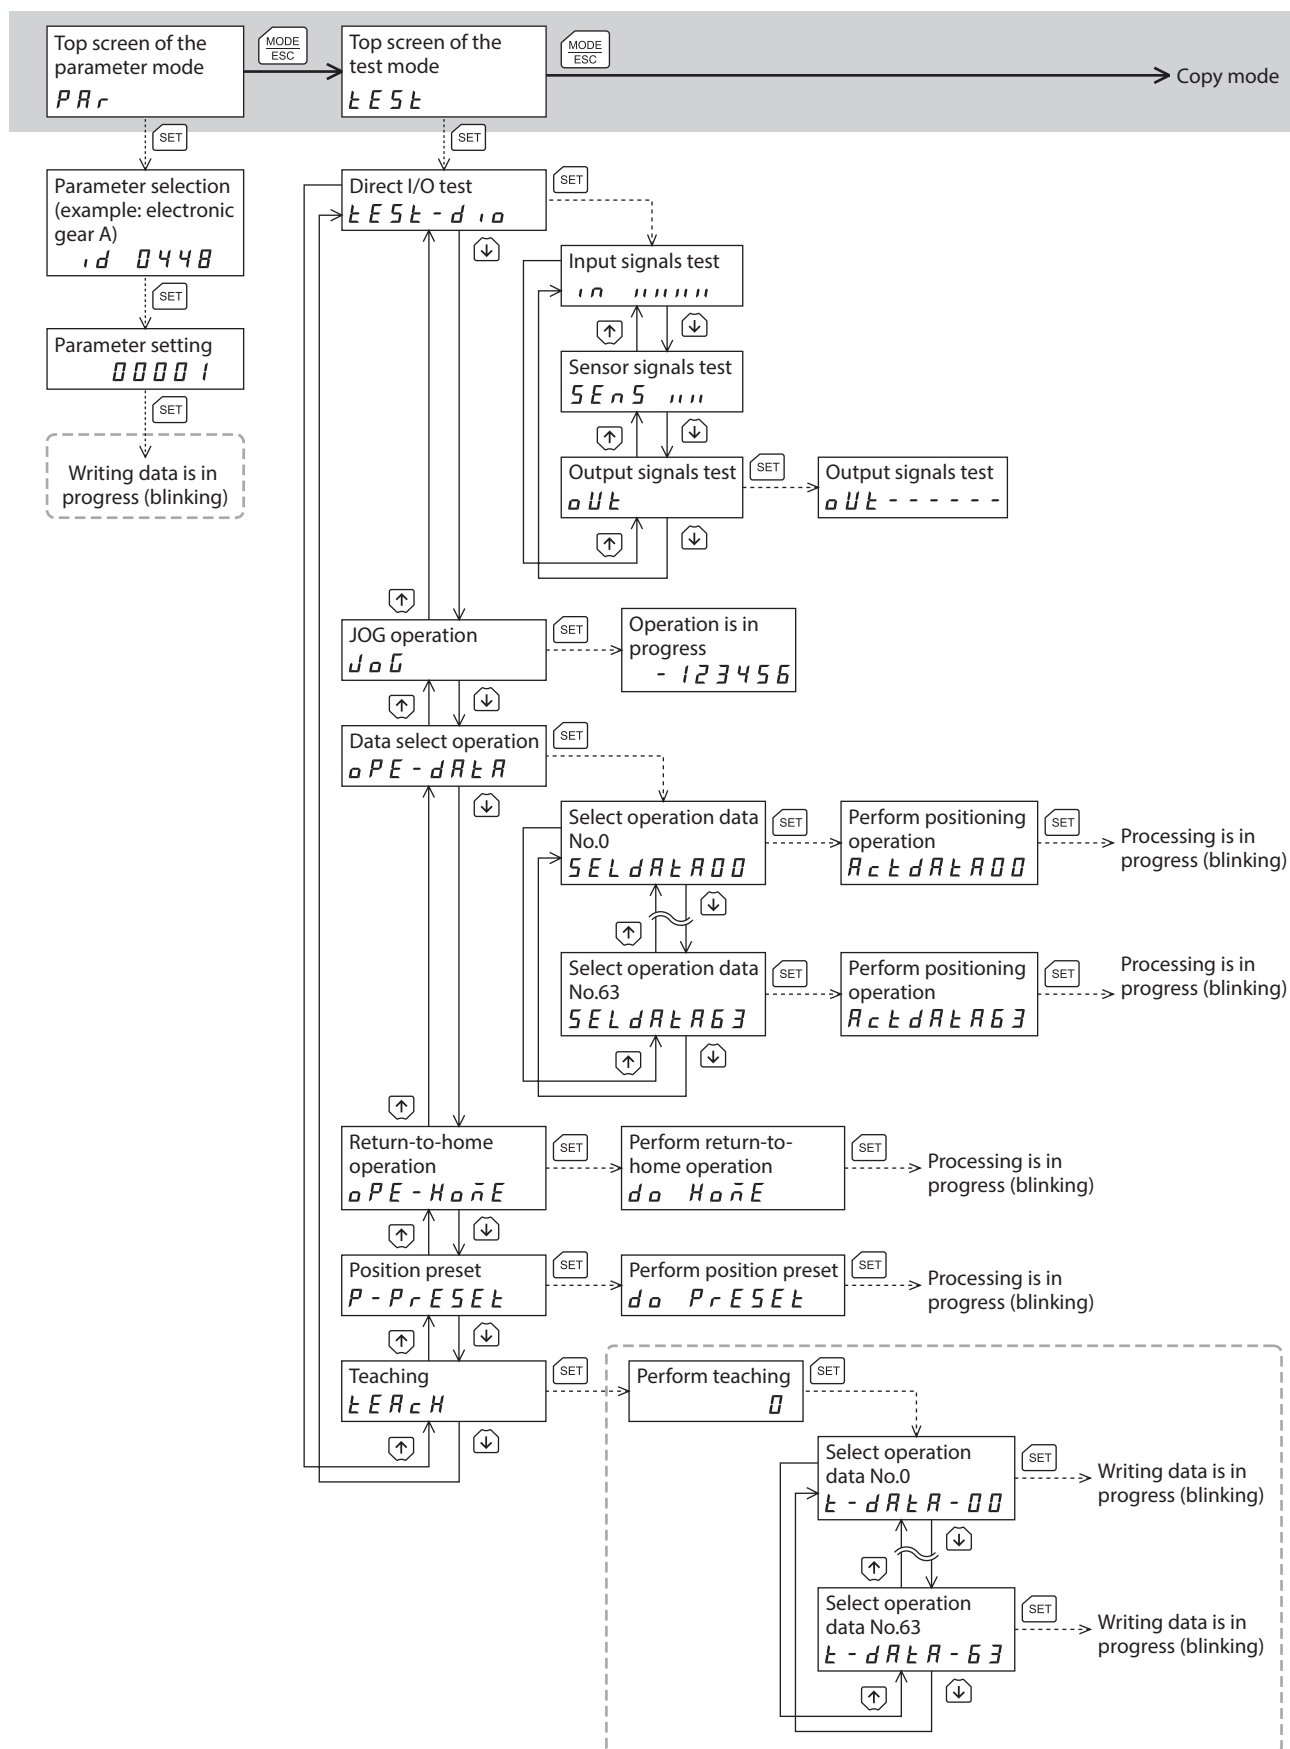 Top screen of the
parameter mode
PAr
MODE
ESC
Top screen of the
test mode
tESt
MODE
ESC
Copy mode
SET
SET
Parameter selection
(example: electronic
gear A)
id 0448
SET
Parameter setting
00001
SET
Writing data is in
progress (blinking)
Direct I/O test
tESt-dio
SET
Input signals test
in
Sensor signals test
SEnS
Output signals test
oUt
SET
Output signals test
oUt------
JOG operation
JoG
SET
Operation is in
progress
-123456
Data select operation
oPE-dAtA
SET
Select operation data
No.0
SELdAtA00
SET
Perform positioning
operation
ActdAtA00
SET
Processing is in
progress (blinking)
Select operation data
No.63
SELdAtA63
SET
Perform positioning
operation
ActdAtA63
SET
Processing is in
progress (blinking)
Return-to-home
operation
oPE-HomE
SET
Perform return-to-
home operation
do HomE
SET
Processing is in
progress (blinking)
Position preset
P-PrESEt
SET
Perform position preset
do PrESEt
SET
Processing is in
progress (blinking)
Teaching
tEAcH
SET
Perform teaching
0
SET
Select operation
data No.0
t-dAtA-00
SET
Writing data is in
progress (blinking)
Select operation
data No.63
t-dAtA-63
SET
Writing data is in
progress (blinking)